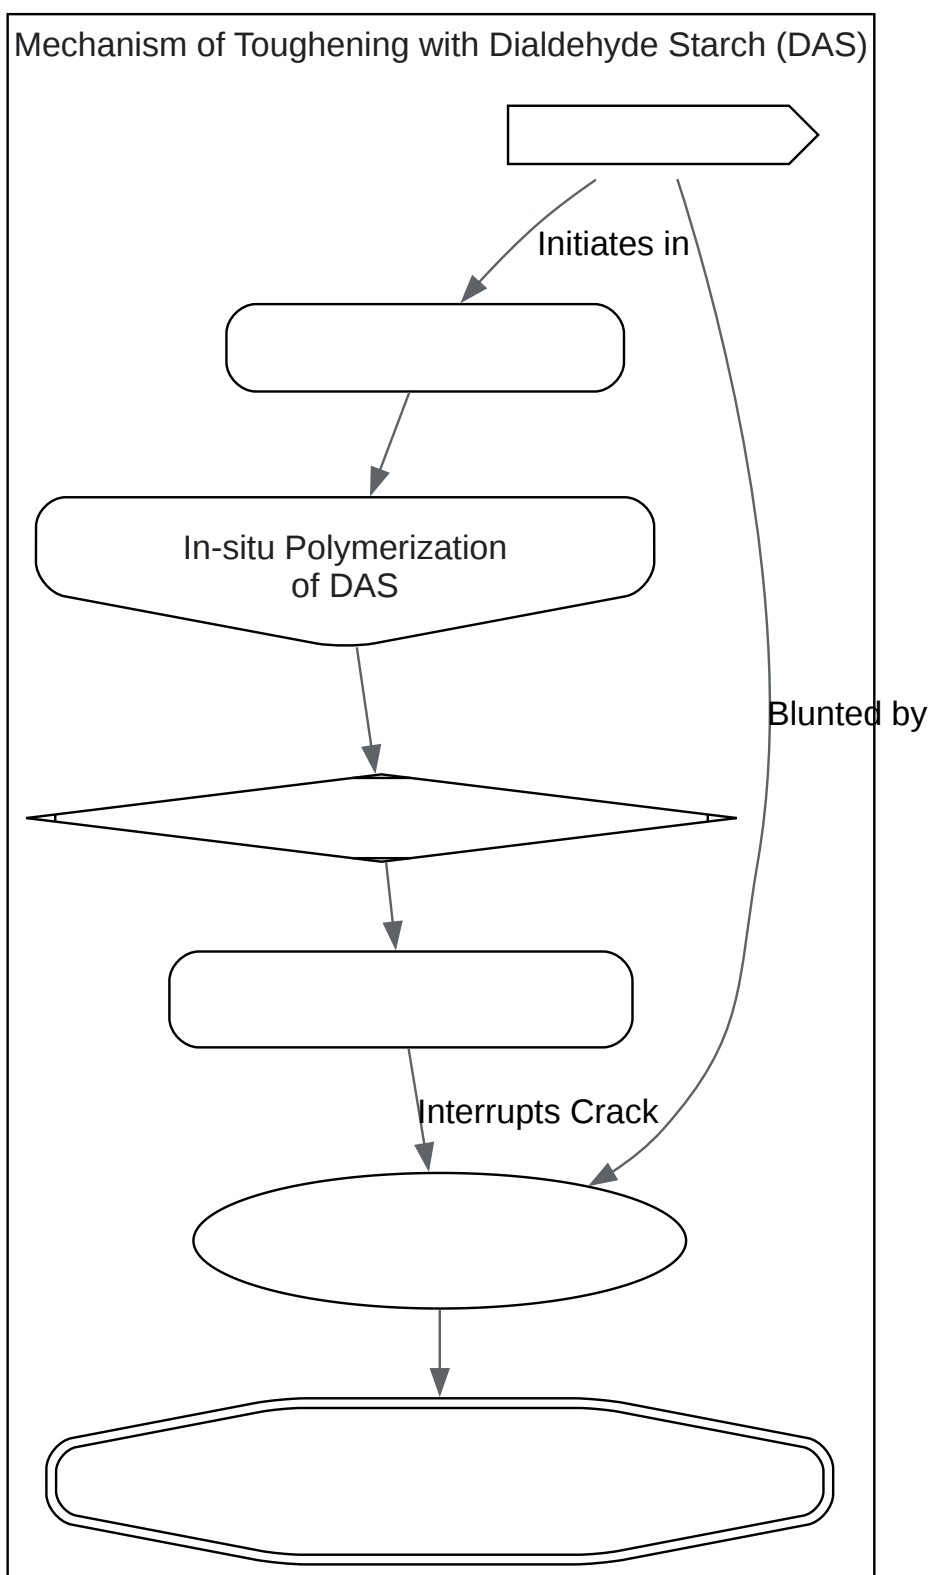 Mechanism of Toughening with Dialdehyde Starch (DAS)
Initiates in
In-situ Polymerization
of DAS
Blunted by
Interrupts Crack